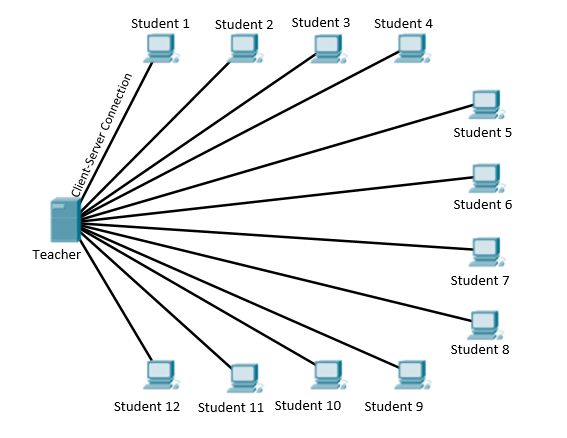 Student 1
Student 2
Student 3
Student 4
Client-Server Connection
Student 5
Student 6
Teacher
Student 7
Student 8
Student 12
Student 11
Student 10
Student 9